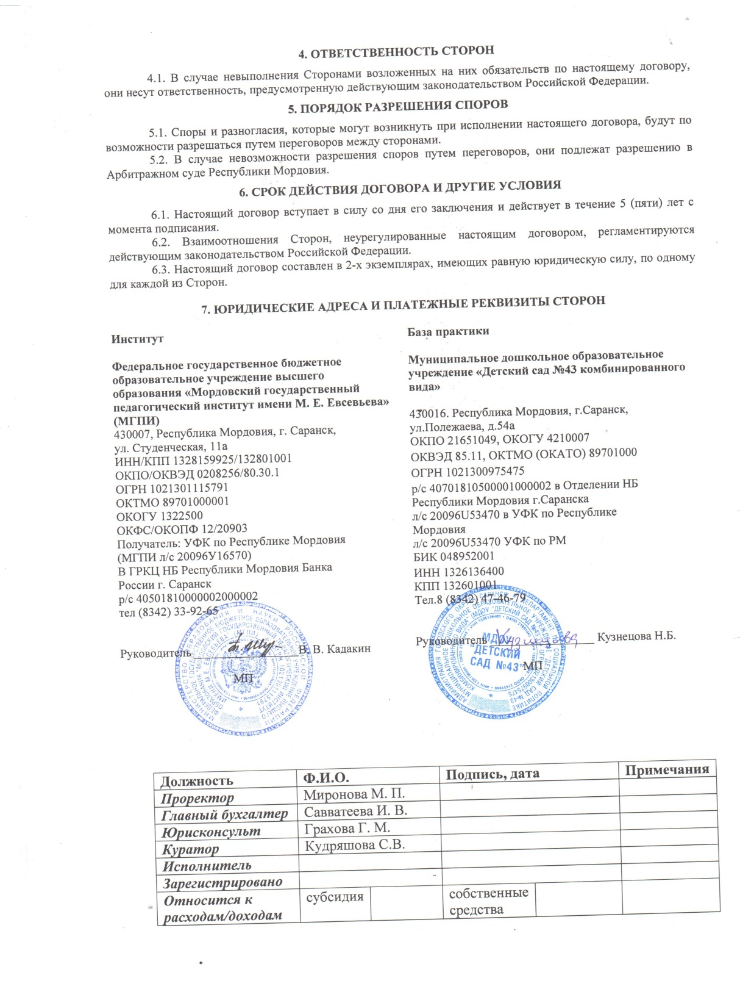 4. ОТВЕТСТВЕННОСТЬ СТОРОН
4.1. В случае невыполнения Сторонами возложенных на них обязательств по настоящему договору,
они несут ответственность, предусмотренную действующим законодательством Российской Федерации.
5. ПОРЯДОК РАЗРЕШЕНИЯ СПОРОВ
5.1. Споры и разногласия, которые могут возникнуть при исполнении настоящего договора, будут по
возможности разрешаться путем переговоров между сторонами.
5.2. В случае невозможности разрешения споров путем переговоров, они подлежат разрешению в
Арбитражном суде Республики Мордовия.
6. СРОК ДЕЙСТВИЯ ДОГОВОРА И ДРУГИЕ УСЛОВИЯ
6.1. Настоящий договор вступает в силу со дня его заключения и действует в течение 5 (пяти) лет с
момента подписания.
6.2. Взаимоотношения Сторон, неурегулированные настоящим договором, регламентируются
действующим законодательством Российской Федерации.
6.3. Настоящий договор составлен в 2-х экземплярах, имеющих равную юридическую силу, по одному
для каждой из Сторон.
7. ЮРИДИЧЕСКИЕ АДРЕСА И ПЛАТЕЖНЫЕ РЕКВИЗИТЫ СТОРОН
Институт
Федеральное государственное бюджетное
образовательное учреждение высшего
образования «Мордовский государственный
педагогический институт имени М. Е. Евсевьева»
(МГПИ)
430007, Республика Мордовия, г. Саранск,
ул. Студенческая, 11а
ИНН/КПП 1328159925/132801001
ОКПО/ОКВЭД 0208256/80.30.1
ОГРН 1021301115791
ОКТМО 89701000001
ОКОГУ 1322500
ОКФС/ОКОПФ 12/20903
Получатель: УФК по Республике Мордовия
(МГПИ л/с 20096У16570)
В ГРКЦ НБ Республики Мордовия Банка
России г. Саранск
р/с 40501810000002000002
тел (8342) 33-92-65
Руководитель В. В. Кадакин
МП
База практики
Муниципальное дошкольное образовательное
учреждение «Детский сад №43 комбинированного
вида»
430016. Республика Мордовия, г.Саранск,
ул.Полежаева, д.54а
ОКПО 21651049, ОКОГУ 4210007
ОКВЭД 85.11, ОКТМО (ОКАТО) 89701000
ОГРН 1021300975475
р/с 40701810500001000002 в Отделении НБ
Республики Мордовия г.Саранска
л/с 20096U53470 в УФК по Республике
Мордовия
л/с 20096U53470 УФК по РМ
БИК 048952001
ИНН 1326136400
КПП 132601001
Тел.8 (8342) 47-46-79
Руководитель Кузнецова Н.Б.
МДОУ
"ДЕТСКИЙ
САД №43"
МП
Должность Ф.И.О. Подпись, дата Примечания
Проректор Миронова М. П.
Главный бухгалтер Савватеева И. В.
Юрисконсульт Грахова Г. М.
Куратор Кудряшова С.В.
Исполнитель
Зарегистрировано
Относится к субсидия собственные
расходам/доходам средства